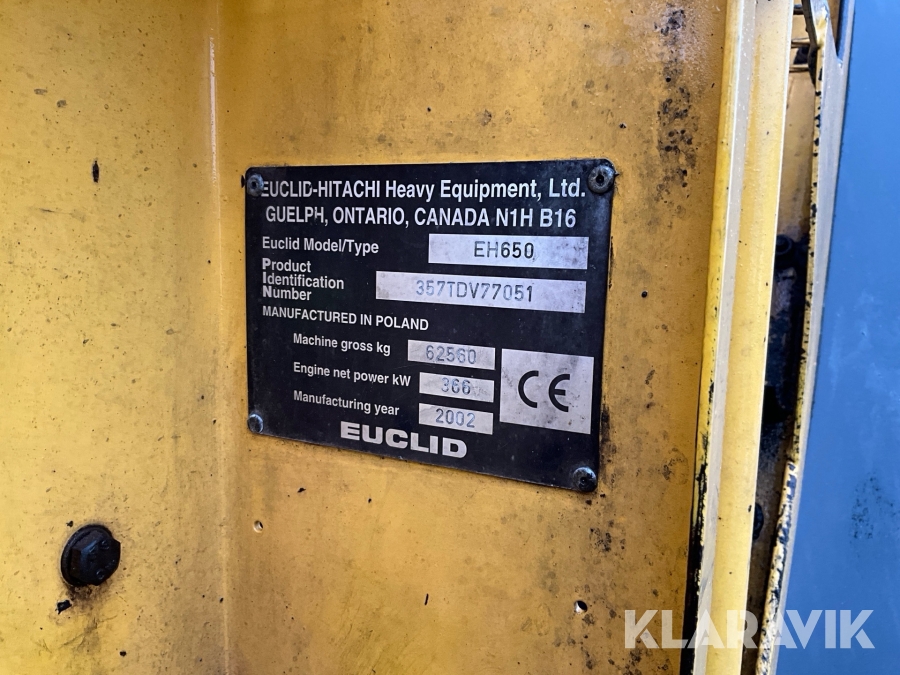 EUCLID-HITACHI Heavy Equipment, Ltd.
GUELPH, ONTARIO, CANADA N1H B16
Euclid Model/Type EH650
Product
Identification
Number 357TDV77051
MANUFACTURED IN POLAND
Machine gross kg 62560
Engine net power kW 366
Manufacturing year 2002
CE
EUCLID
KLARAVIK